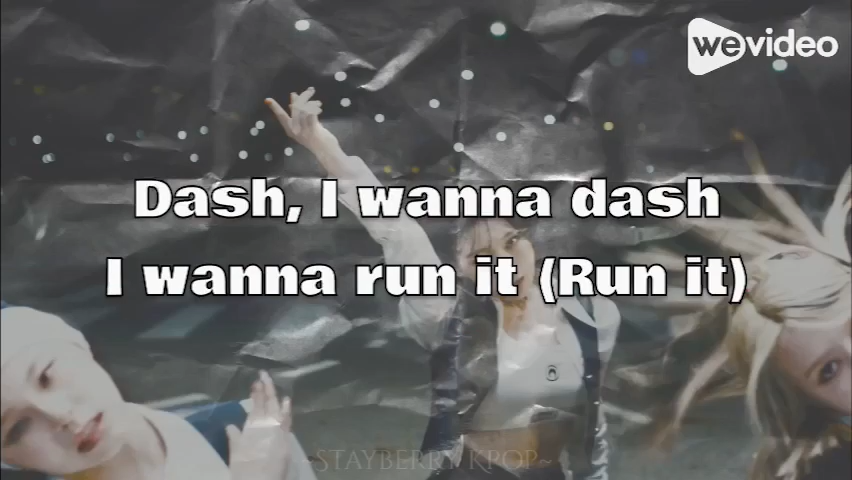 wevideo
Dash, I wanna dash
I wanna run it (Run it)
~STAYBERRY KPOP~